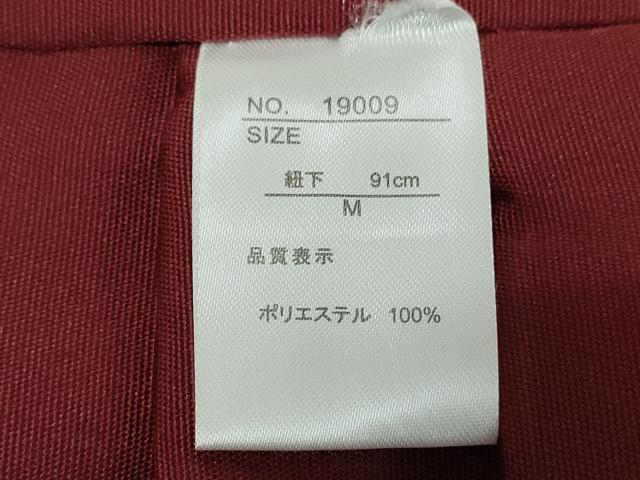 NO. 19009
SIZE
紐下 91cm
M
品質表示
ポリエステル 100%